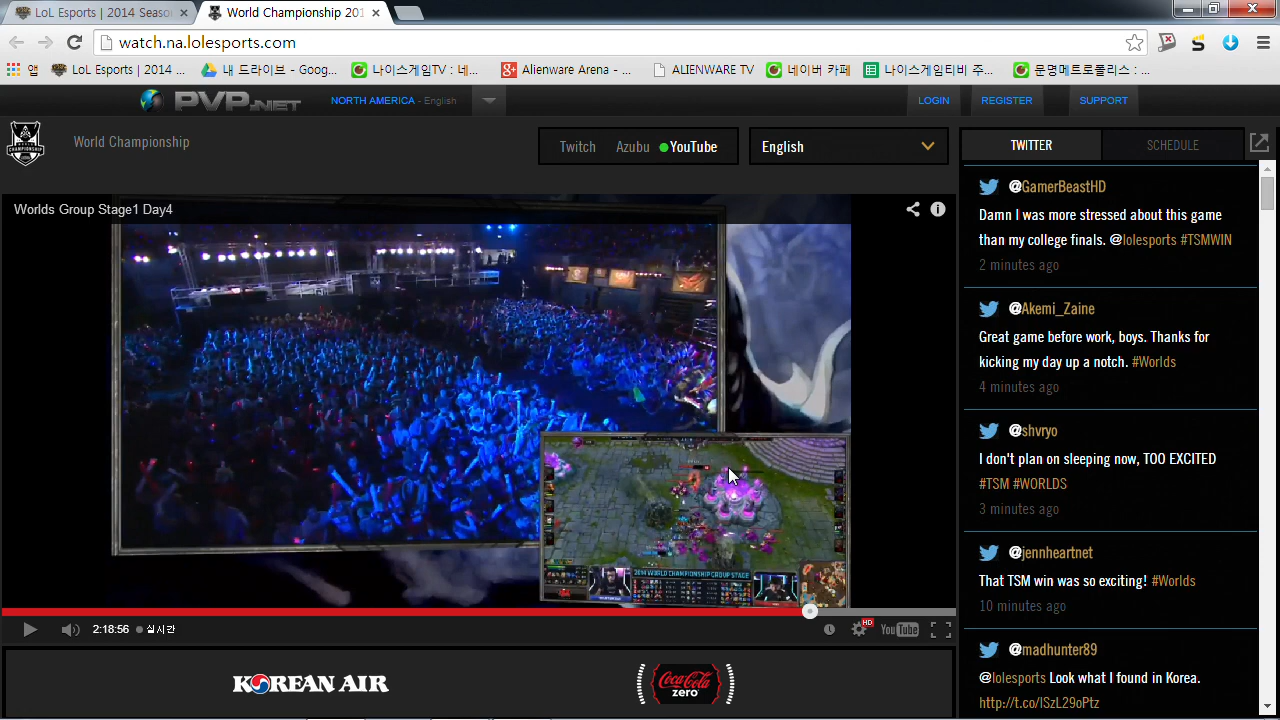 LoL Esports | 2014 Seaso
World Championship 201
watch.na.lolesports.com
앱
LoL Esports | 2014 ...
내 드라이브 - Goog...
나이스게임TV : 네...
Alienware Arena - ...
ALIENWARE TV
네이버 카페
나이스게임티비 주...
문명메트로폴리스 : ...
PVP.NET
NORTH AMERICA - English
LOGIN
REGISTER
SUPPORT
World Championship
Twitch
Azubu
YouTube
English
TWITTER
SCHEDULE
Worlds Group Stage1 Day4
2014 WORLD CHAMPIONSHIP GROUP STAGE
2:18:56
실시간
HD
YouTube
KOREAN AIR
Coca-Cola
zero
@GamerBeastHD
Damn I was more stressed about this game
than my college finals. @lolesports #TSMWIN
2 minutes ago
@Akemi_Zaine
Great game before work, boys. Thanks for
kicking my day up a notch. #Worlds
4 minutes ago
@shvryo
I don't plan on sleeping now, TOO EXCITED
#TSM #WORLDS
3 minutes ago
@jennheartnet
That TSM win was so exciting! #Worlds
10 minutes ago
@madhunter89
@lolesports Look what I found in Korea.
http://t.co/lSzL29oPtz